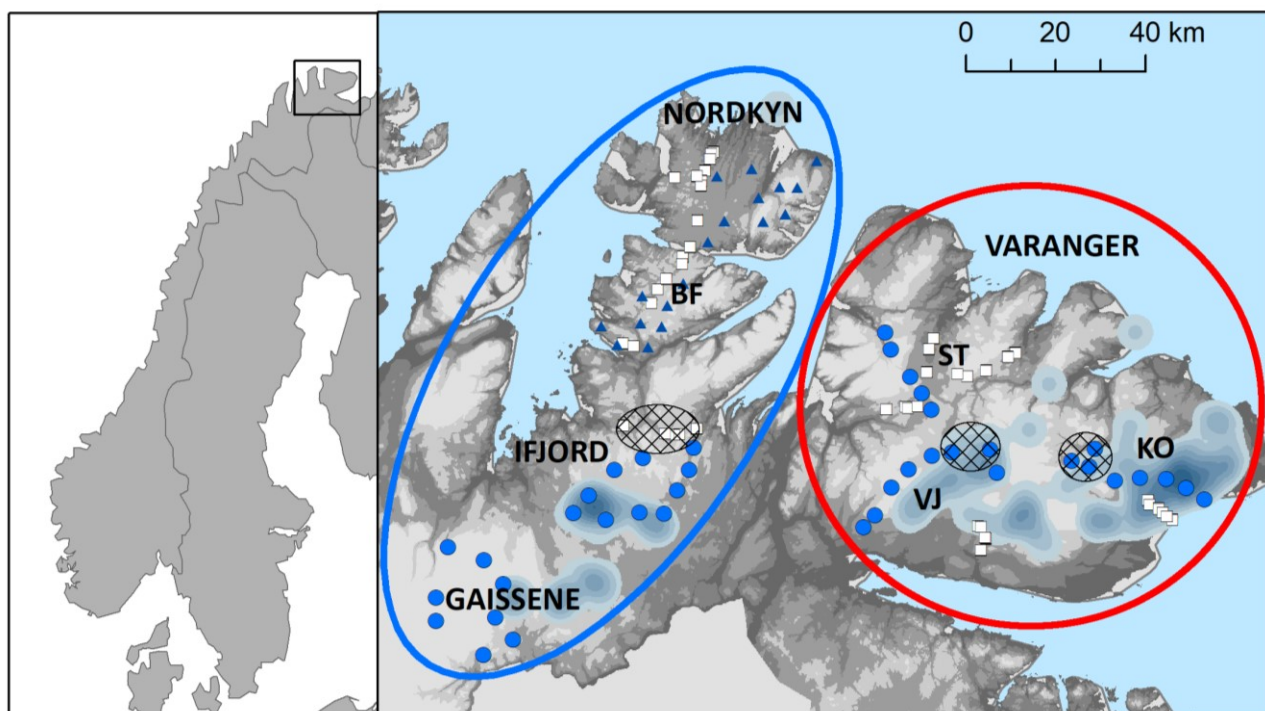 0 20 40 km
NORDKYN
VARANGER
BF
ST
IFJORD
KO
VJ
GAISSENE